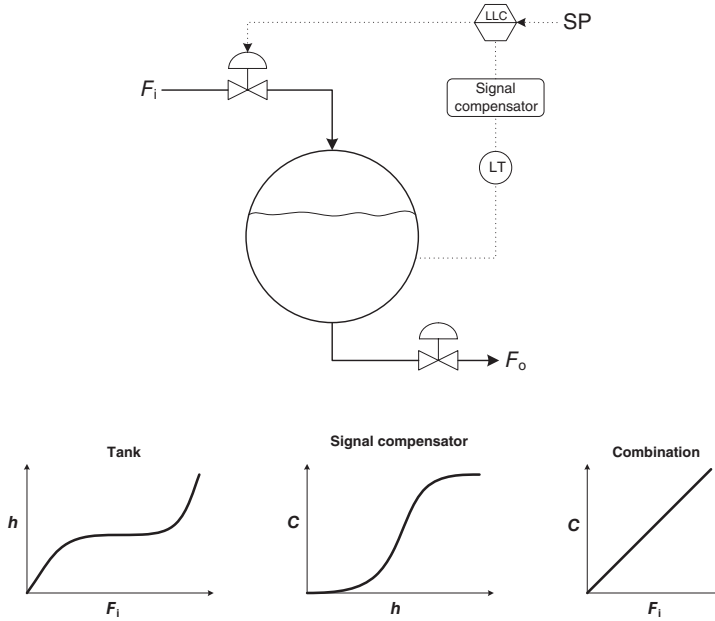 LLC
SP
Signal
compensator
Fi
LT
Fo
Tank
Signal compensator
Combination
h
C
C
Fi
h
Fi